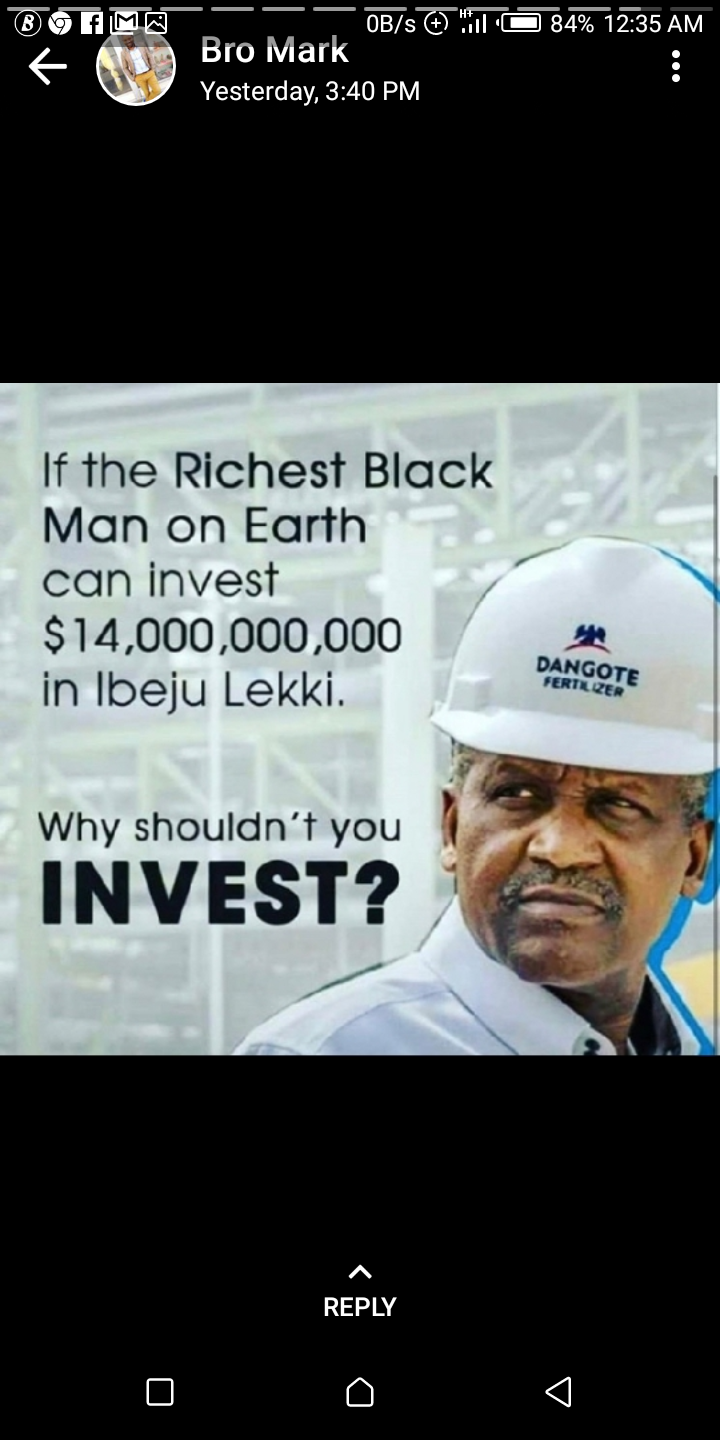 0B/s 84% 12:35 AM
Bro Mark
Yesterday, 3:40 PM
If the Richest Black
Man on Earth
can invest
$14,000,000,000
in Ibeju Lekki.
DANGOTE
FERTILIZER
Why shouldn't you
INVEST?
REPLY